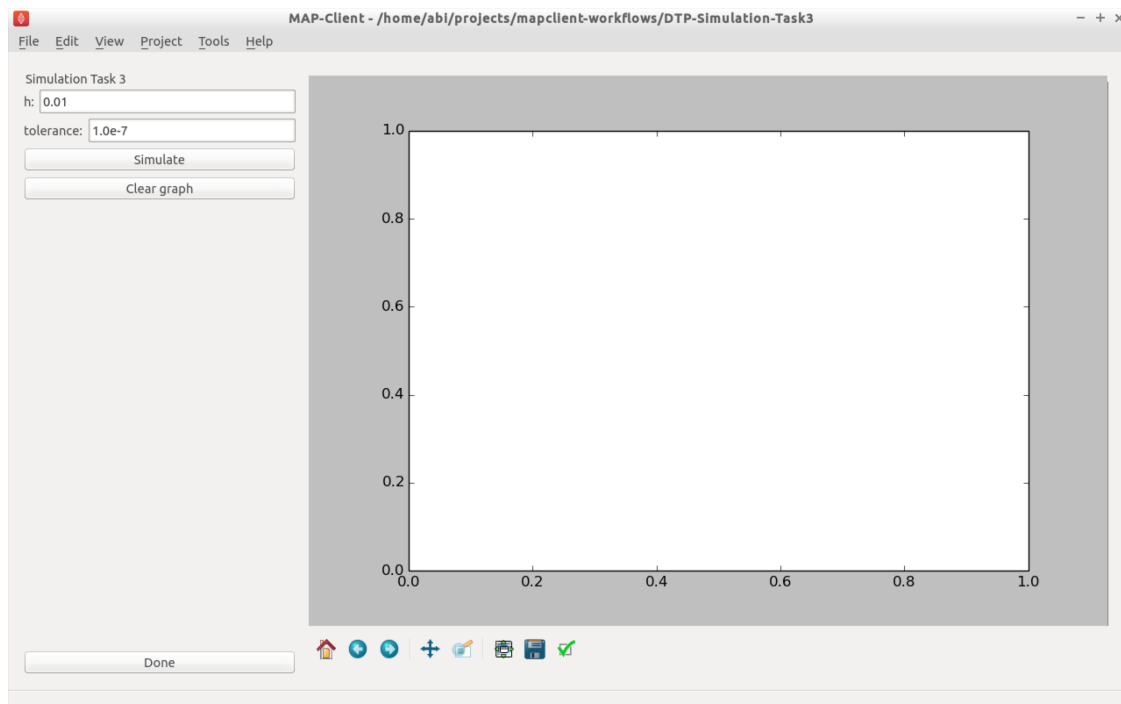 MAP-Client - /home/abi/projects/mapclient-workflows/DTP-Simulation-Task3
File Edit View Project Tools Help
Simulation Task 3
h: 0.01
tolerance: 1.0e-7
Simulate
Clear graph
1.0
0.8
0.6
0.4
0.2
0.0
0.0 0.2 0.4 0.6 0.8 1.0
Done